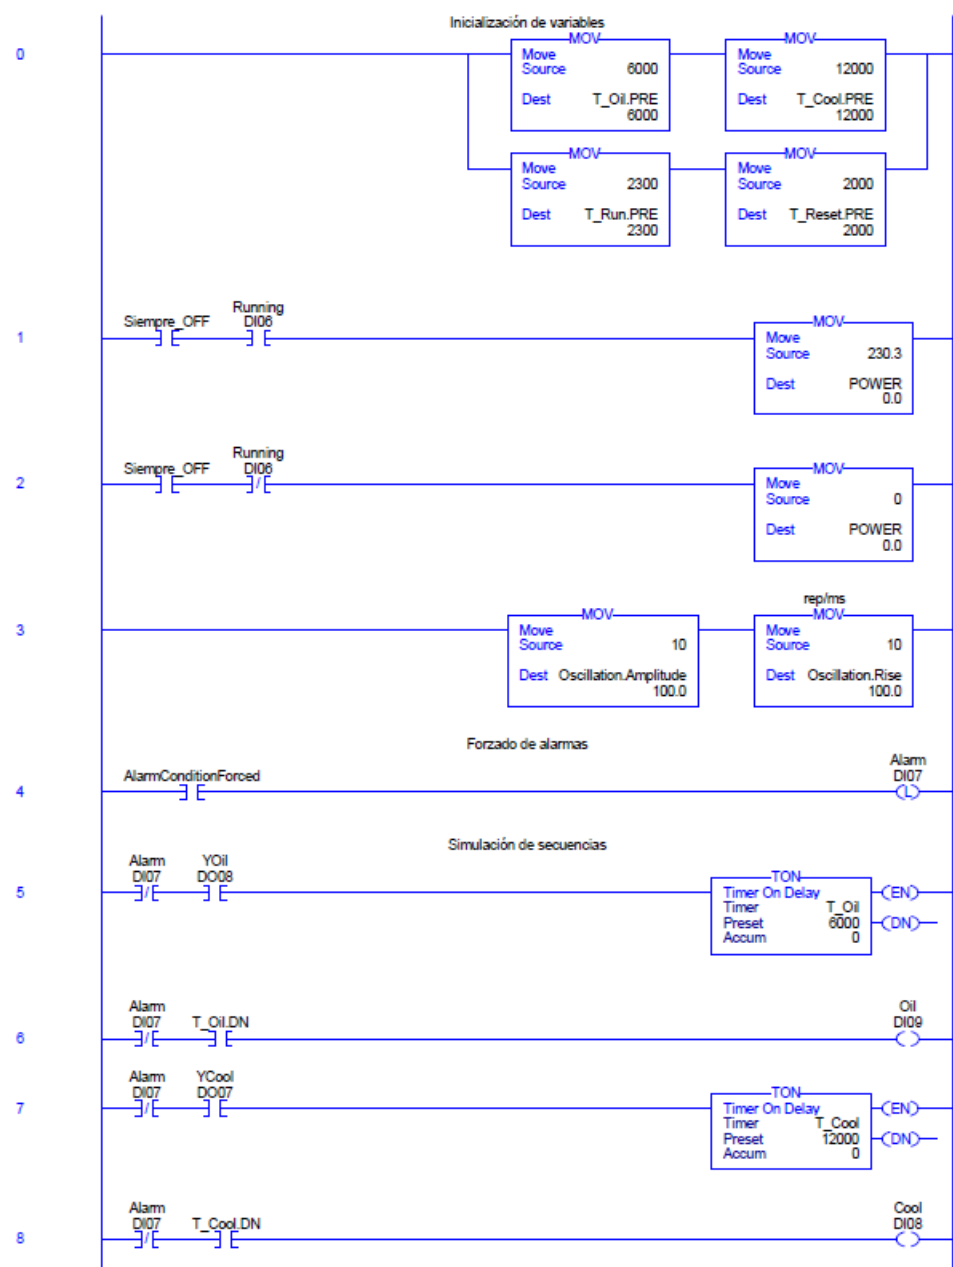 Inicialización de variables
0
MOV
Move
Source 6000
Dest T_Oil.PRE
6000
MOV
Move
Source 12000
Dest T_Cool.PRE
12000
MOV
Move
Source 2300
Dest T_Run.PRE
2300
MOV
Move
Source 2000
Dest T_Reset.PRE
2000
1
Siempre_OFF
Running
DI06
MOV
Move
Source 230.3
Dest POWER
0.0
2
Siempre_OFF
Running
DI06
MOV
Move
Source 0
Dest POWER
0.0
3
MOV
Move
Source 10
Dest Oscillation.Amplitude
100.0
rep/ms
MOV
Move
Source 10
Dest Oscillation.Rise
100.0
Forzado de alarmas
4
AlarmConditionForced
Alarm
DI07
L
Simulación de secuencias
5
Alarm
DI07
YOil
DO08
TON
Timer On Delay
Timer T_Oil
Preset 6000
Accum 0
EN
DN
6
Alarm
DI07
T_Oil.DN
Oil
DI09
7
Alarm
DI07
YCool
DO07
TON
Timer On Delay
Timer T_Cool
Preset 12000
Accum 0
EN
DN
8
Alarm
DI07
T_Cool.DN
Cool
DI08